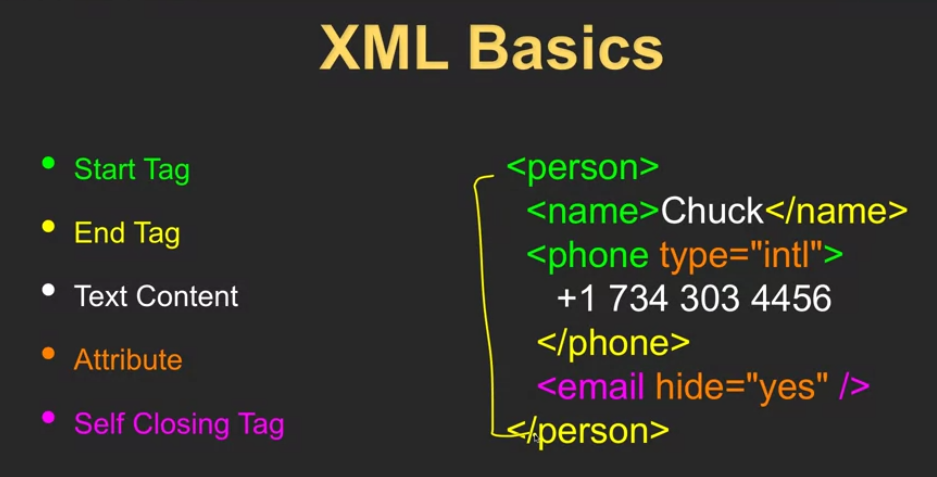 XML Basics
Start Tag
End Tag
Text Content
Attribute
Self Closing Tag
<person>
<name>Chuck</name>
<phone type="intl">
+1 734 303 4456
</phone>
<email hide="yes" />
</person>